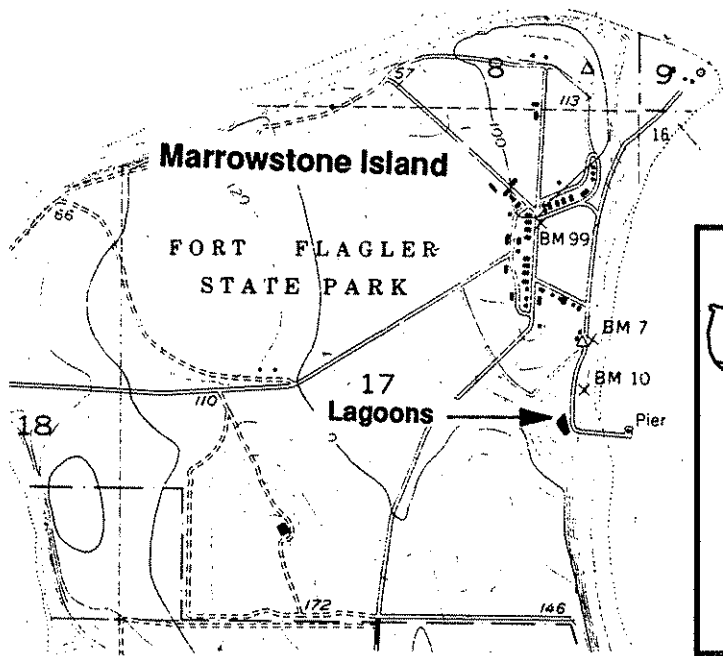 57
8
9
113
100
16
Marrowstone Island
120
66
BM 99
FORT FLAGLER
STATE PARK
BM 7
17
BM 10
110
Lagoons
Pier
18
172
146